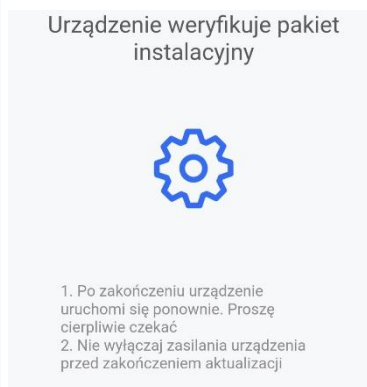 Urządzenie weryfikuje pakiet
instalacyjny
1. Po zakończeniu urządzenie
uruchomi się ponownie. Proszę
cierpliwie czekać
2. Nie wyłączaj zasilania urządzenia
przed zakończeniem aktualizacji